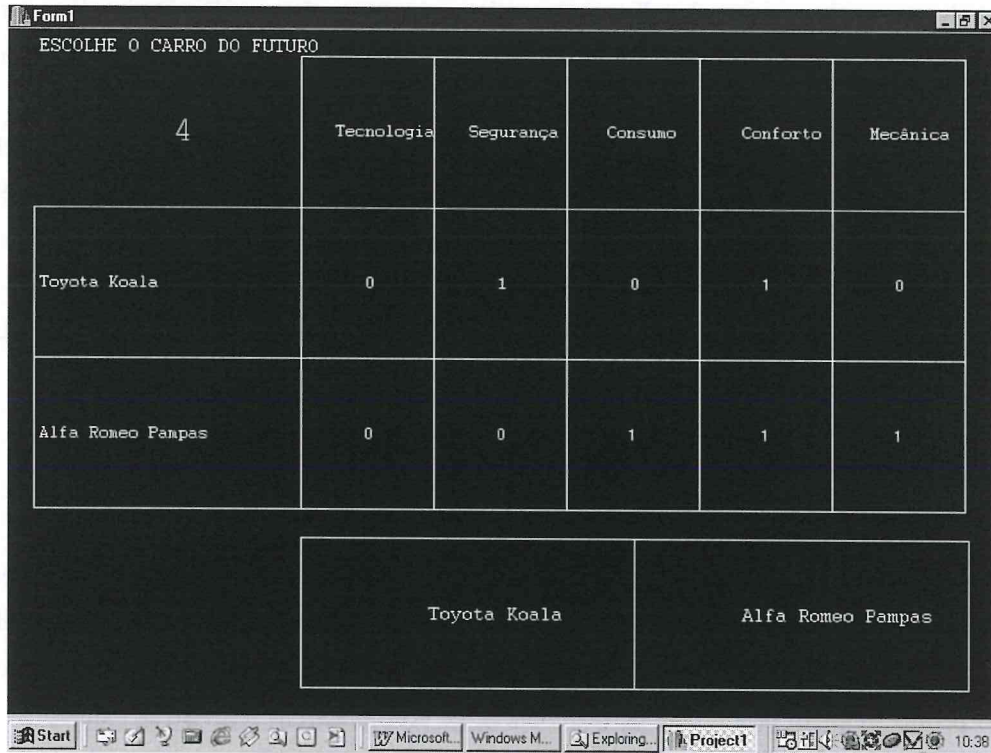 Form1
ESCOLHE O CARRO DO FUTURO
4 Tecnologia Segurança Consumo Conforto Mecânica
Toyota Koala 0 1 0 1 0
Alfa Romeo Pampas 0 0 1 1 1
Toyota Koala Alfa Romeo Pampas
Start Microsoft... Windows M... Exploring... Project1 10:38